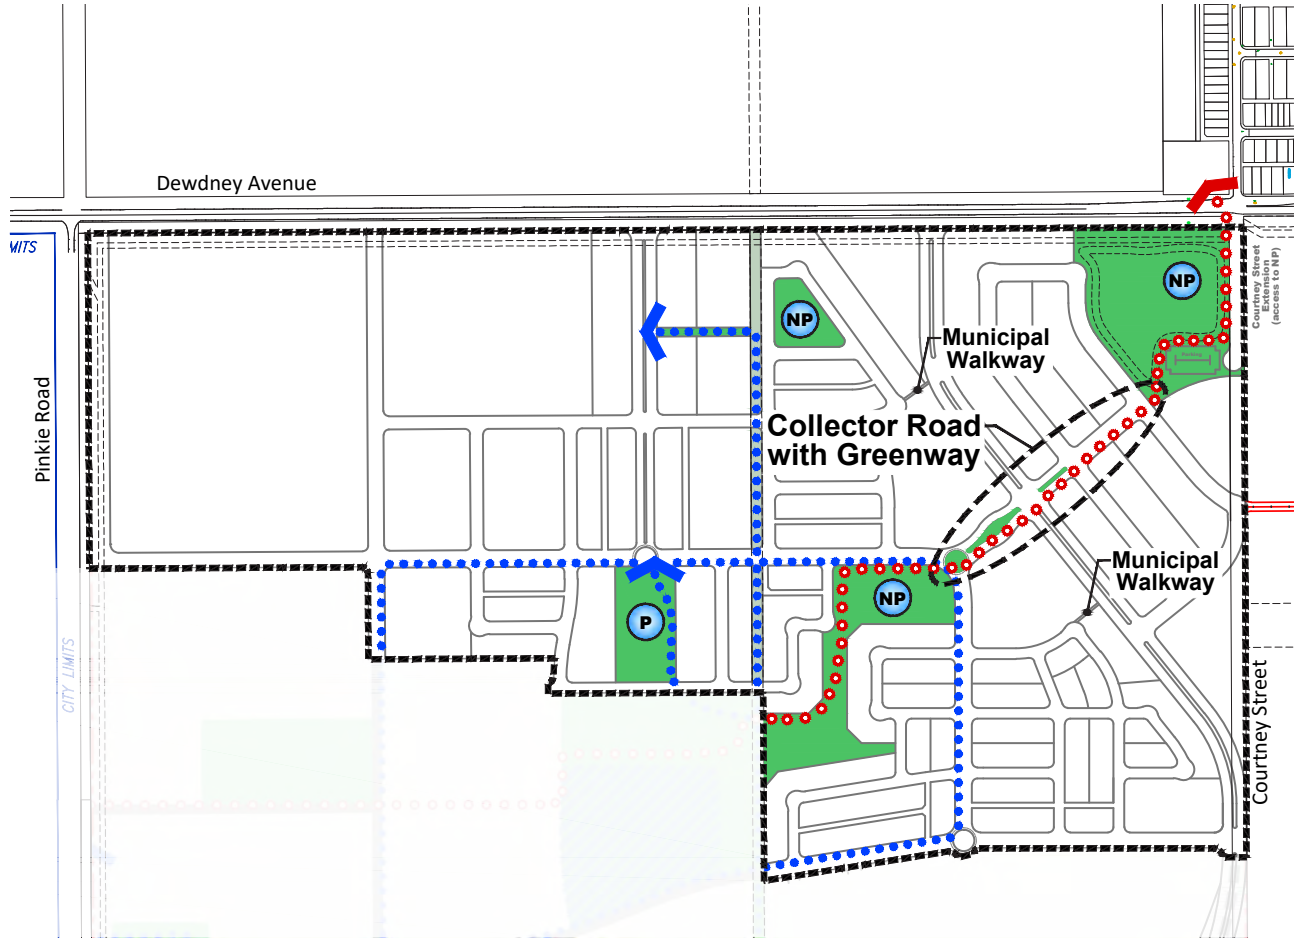 Dewdney Avenue
MITS
NP
Courtney Street
Extension
(access to NP)
NP
Municipal
Walkway
Parking
Pinkie Road
Collector Road
with Greenway
Municipal
Walkway
NP
P
CITY LIMITS
Courtney Street